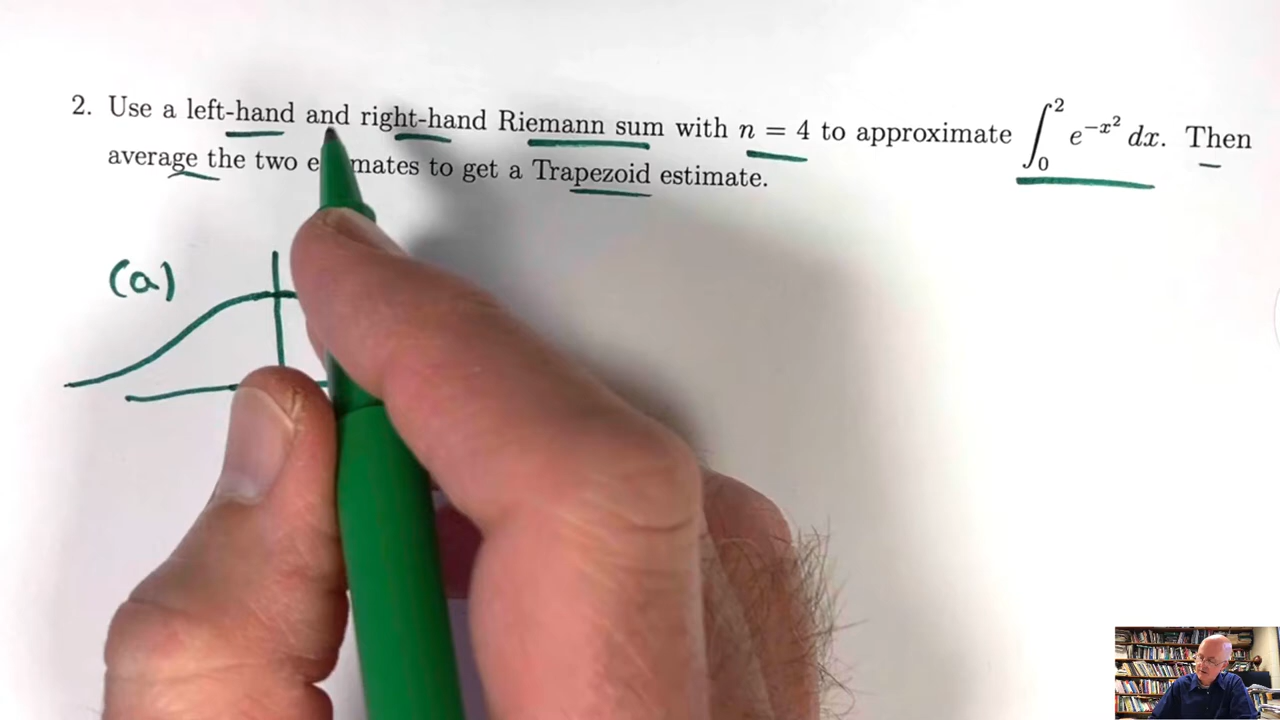 2. Use a left-hand and right-hand Riemann sum with n = 4 to approximate ∫₀² e^{-x²} dx. Then
average the two mates to get a Trapezoid estimate.
(a)